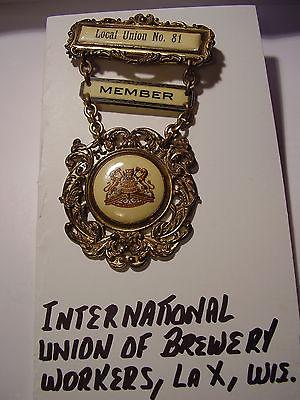 Local Union No. 81
MEMBER
INTERNATIONAL
UNION OF BREWERY
WORKERS, LA X, WIS.